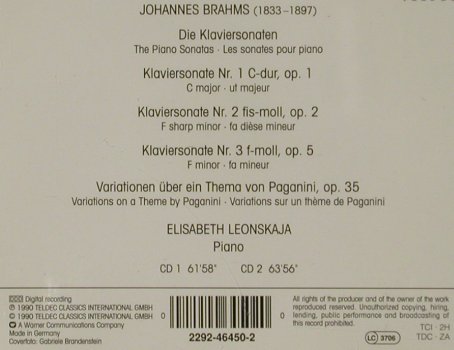 JOHANNES BRAHMS (1833–1897)
Die Klaviersonaten
The Piano Sonatas · Les sonates pour piano
Klaviersonate Nr. 1 C-dur, op. 1
C major · ut majeur
Klaviersonate Nr. 2 fis-moll, op. 2
F sharp minor · fa dièse mineur
Klaviersonate Nr. 3 f-moll, op. 5
F minor · fa mineur
Variationen über ein Thema von Paganini, op. 35
Variations on a Theme by Paganini · Variations sur un thème de Paganini
ELISABETH LEONSKAJA
Piano
CD 1 61'58" CD 2 63'56"
DDD Digital recording
℗ 1990 TELDEC CLASSICS INTERNATIONAL GMBH
© 1990 TELDEC CLASSICS INTERNATIONAL GMBH
A Warner Communications Company
Made in Germany
Coverfoto: Gabriele Brandenstein
0 0
2292-46450-2
All rights of the producer and of the owner of the work
reproduced reserved. Unauthorized copying, hiring,
lending, public performance and broadcasting of
this record prohibited.
LC 3706
TCI · 2H
TDC · ZA